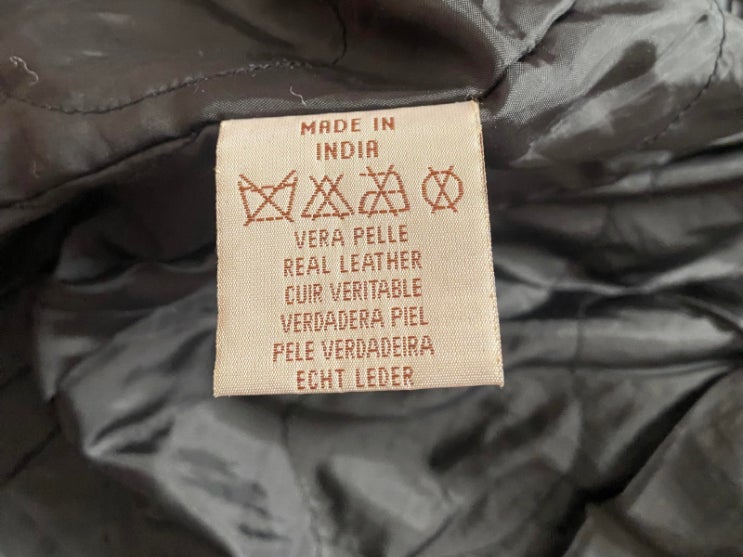 MADE IN
INDIA
VERA PELLE
REAL LEATHER
CUIR VERITABLE
VERDADERA PIEL
PELE VERDADEIRA
ECHT LEDER